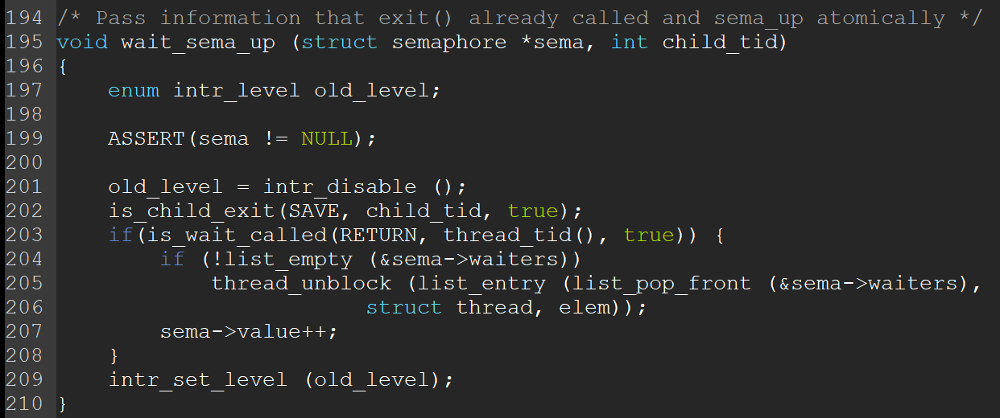 194 /* Pass information that exit() already called and sema_up atomically */
195 void wait_sema_up (struct semaphore *sema, int child_tid)
196 {
197     enum intr_level old_level;
198
199     ASSERT(sema != NULL);
200
201     old_level = intr_disable ();
202     is_child_exit(SAVE, child_tid, true);
203     if(is_wait_called(RETURN, thread_tid(), true)) {
204         if (!list_empty (&sema->waiters))
205             thread_unblock (list_entry (list_pop_front (&sema->waiters),
206                         struct thread, elem));
207         sema->value++;
208     }
209     intr_set_level (old_level);
210 }